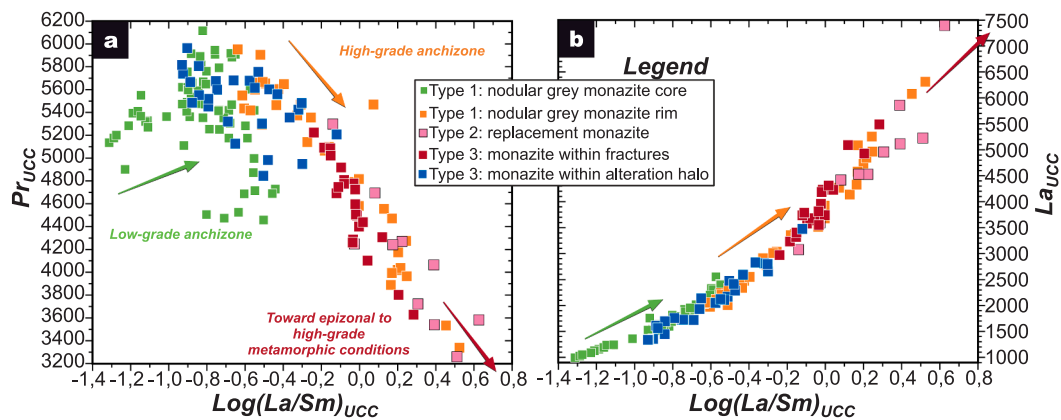 a
High-grade anchizone
Low-grade anchizone
Toward epizonal to
high-grade
metamorphic conditions
Pr UCC
6200
6000
5800
5600
5400
5200
5000
4800
4600
4400
4200
4000
3800
3600
3400
3200
-1,4 -1,2 -1,0 -0,8 -0,6 -0,4 -0,2 0,0 0,2 0,4 0,6 0,8
Log(La/Sm)UCC
b
Legend
Type 1: nodular grey monazite core
Type 1: nodular grey monazite rim
Type 2: replacement monazite
Type 3: monazite within fractures
Type 3: monazite within alteration halo
7500
7000
6500
6000
5500
5000
4500
4000
3500
3000
2500
2000
1500
1000
La UCC
-1,4 -1,2 -1,0 -0,8 -0,6 -0,4 -0,2 0,0 0,2 0,4 0,6 0,8
Log(La/Sm)UCC